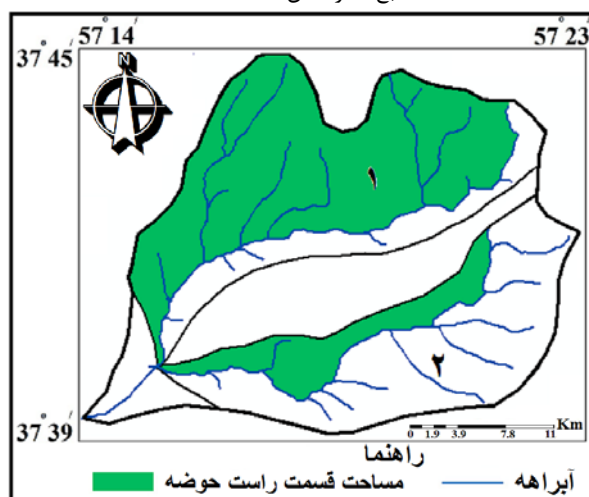 57° 14
57° 23
37° 45
N
۱
۲
37° 39
Km
0 1.9 3.9 7.8 11
راهنما
آبراهه
مساحت قسمت راست حوضه